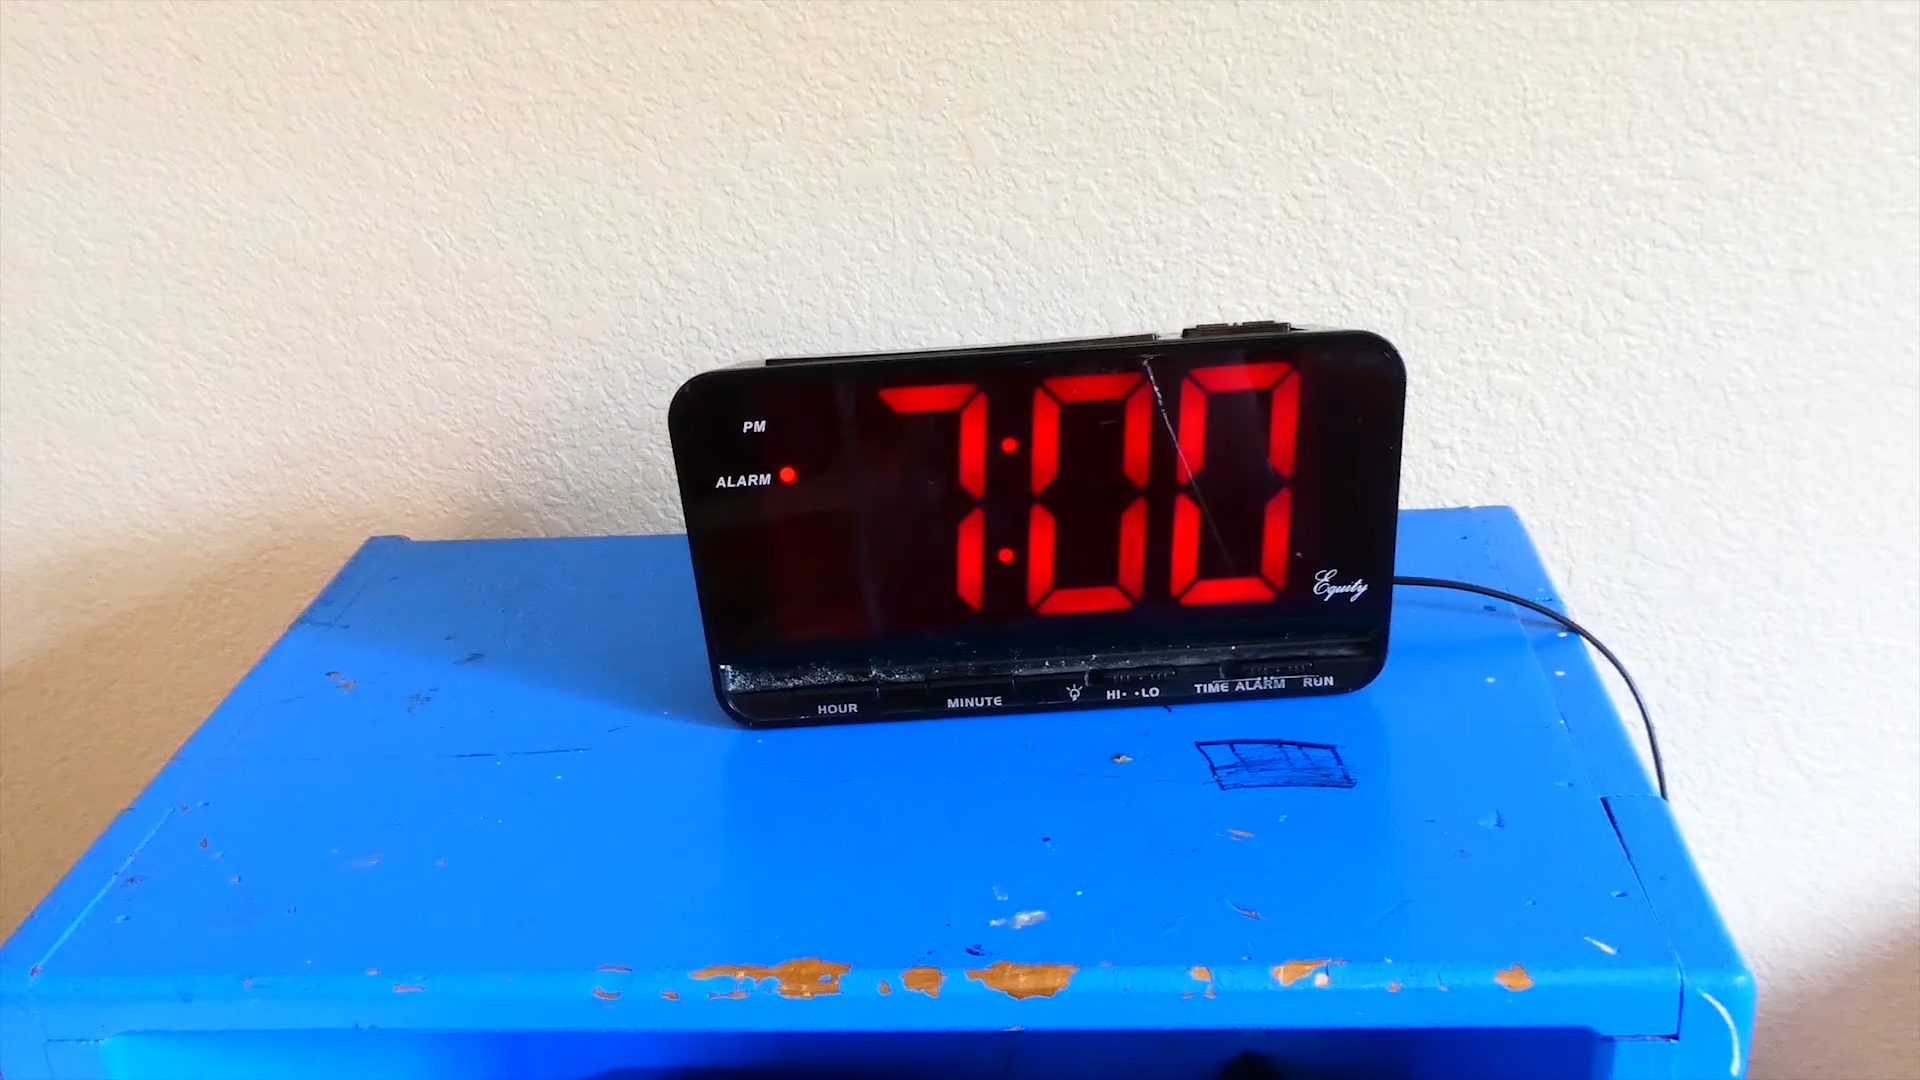 PM
7:00
ALARM
Equity
HOUR MINUTE HI• •LO TIME ALARM RUN